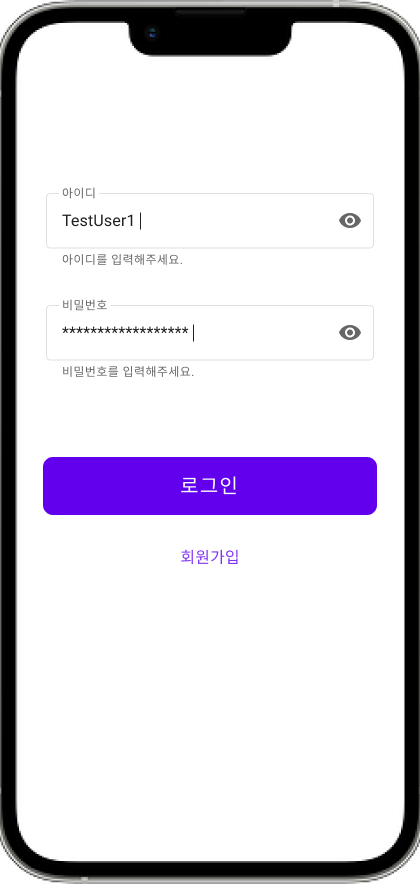 아이디
TestUser1
아이디를 입력해주세요.
비밀번호
******************
비밀번호를 입력해주세요.
로그인
회원가입